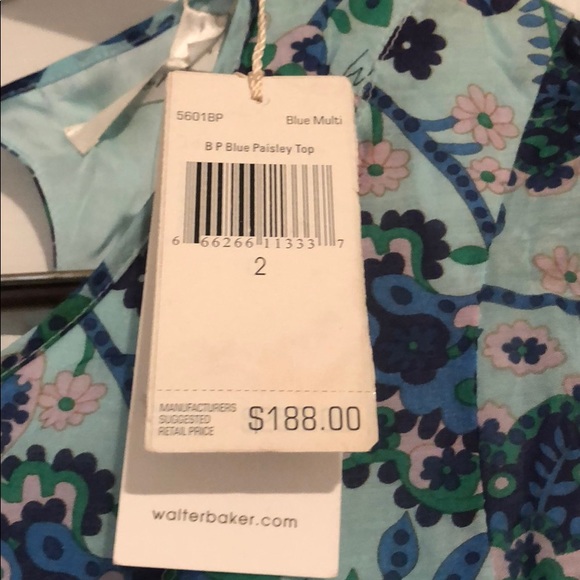 5601BP Blue Multi
B P Blue Paisley Top
6 66266 11333 7
2
MANUFACTURERS
SUGGESTED
RETAIL PRICE
$188.00
walterbaker.com